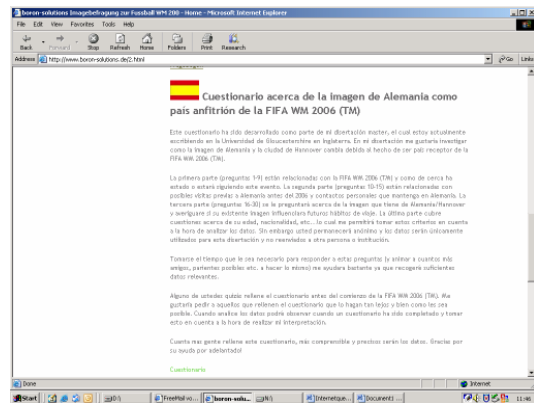 boron-solutions Imagebefragung zur Fussball WM 200 - Home - Microsoft Internet Explorer
File Edit View Favorites Tools Help
Back Forward Stop Refresh Home Folders Print Research
Address http://www.boron-solutions.de/2.html Go Links
Cuestionario acerca de la imagen de Alemania como
país anfitrión de la FIFA WM 2006 (TM)
Este cuestionario ha sido desarrollado como parte de mi disertación master, el cual estoy actualmente
escribiendo en la Universidad de Gloucestershire en Inglaterra. En mi disertación me gustaría investigar
como la imagen de Alemania y la ciudad de Hannover cambia debido al hecho de ser país receptor de la
FIFA WM 2006 (TM).
La primera parte (preguntas 1-9) están relacionadas con la FIFA WM 2006 (TM) y como de cerca ha
estado o estará siguiendo este evento. La segunda parte (preguntas 10-15) están relacionadas con
posibles visitas previas a Alemania antes del 2006 y contactos personales que mantenga en Alemania. La
tercera parte (preguntas 16-30) se le preguntará acerca de la imagen que tiene de Alemania/Hannover
y averiguare si su existente imagen influenciara futuros hábitos de viaje. La última parte cubre
cuestiones acerca de su edad, nacionalidad, etc...lo cual me permitirá tomar estos criterios en cuenta
a la hora de analizar los datos. Sin embargo usted permanecerá anónimo y los datos serán únicamente
utilizados para esta disertación y no reenviados a otra persona o institución.
Tomarse el tiempo que le sea necesario para responder a estas preguntas (y animar a cuantos más
amigos, parientes posibles etc. a hacer lo mismo) me ayudara bastante ya que recogeré suficientes
datos relevantes.
Alguno de ustedes quizás rellene el cuestionario antes del comienzo de la FIFA WM 2006 (TM). Me
gustaría pedir a aquellos que rellenen el cuestionario que lo hagan tan lejos y bien como les sea
posible. Cuando analice los datos podré observar cuando un cuestionario ha sido completado y tomar
esto en cuenta a la hora de realizar mi interpretación.
Cuanta mas gente rellene este cuestionario, más comprensible y precisos serán los datos. Gracias por
su ayuda por adelantado!
Cuestionario
Done Internet
Start D:\ FreeMail vo... boron-solu... N:\ Internetque... Document1 ... 11:46